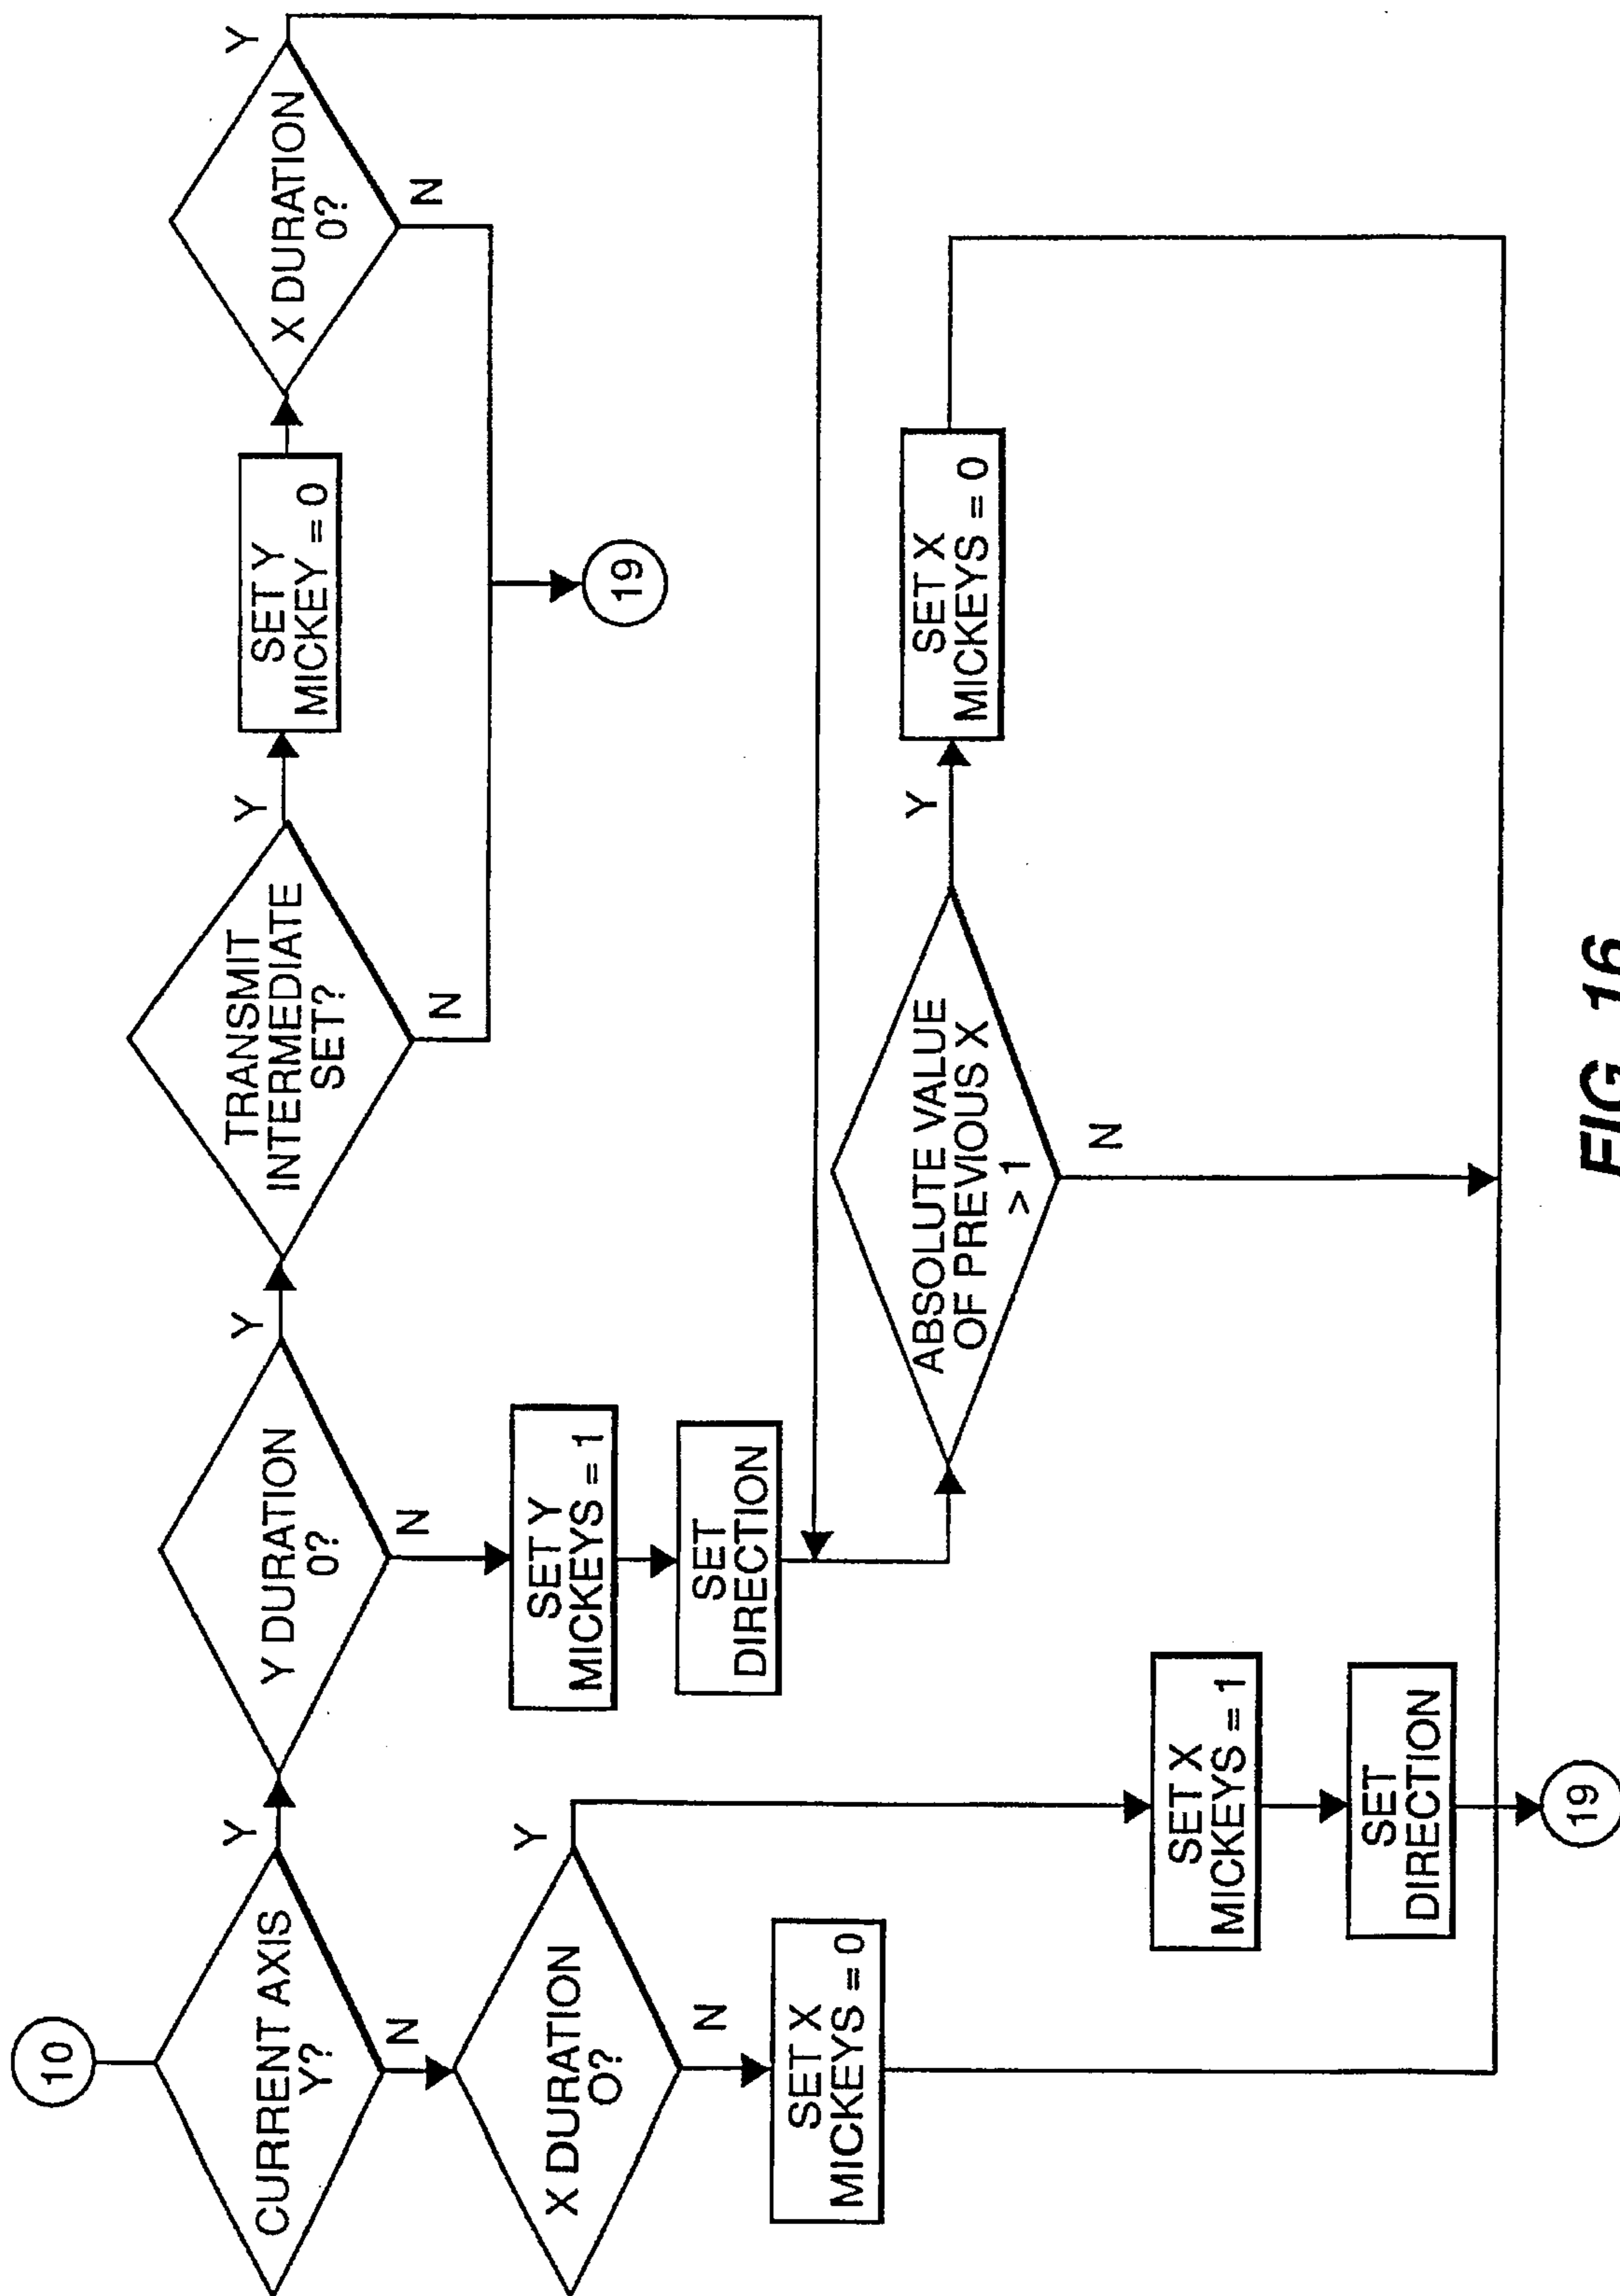 10
CURRENT AXIS
Y?
Y
N
Y DURATION
0?
Y
N
TRANSMIT
INTERMEDIATE
SET?
Y
N
SET Y
MICKEY = 0
X DURATION
0?
Y
N
19
SET Y
MICKEYS = 1
SET
DIRECTION
X DURATION
O?
Y
N
SET X
MICKEYS = 0
ABSOLUTE VALUE
OF PREVIOUS X
> 1
Y
N
SET X
MICKEYS = 0
SET X
MICKEYS = 1
SET
DIRECTION
19
FIG. 16